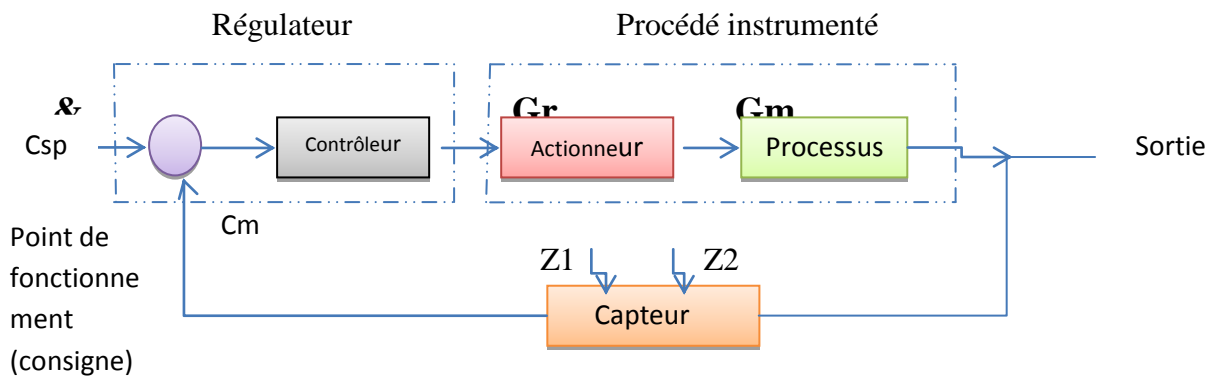 Régulateur
Procédé instrumenté
&
Gr
Gm
Csp
Contrôleur
Actionneur
Processus
Sortie
Cm
Point de
fonctionne
ment
(consigne)
Z1
Z2
Capteur